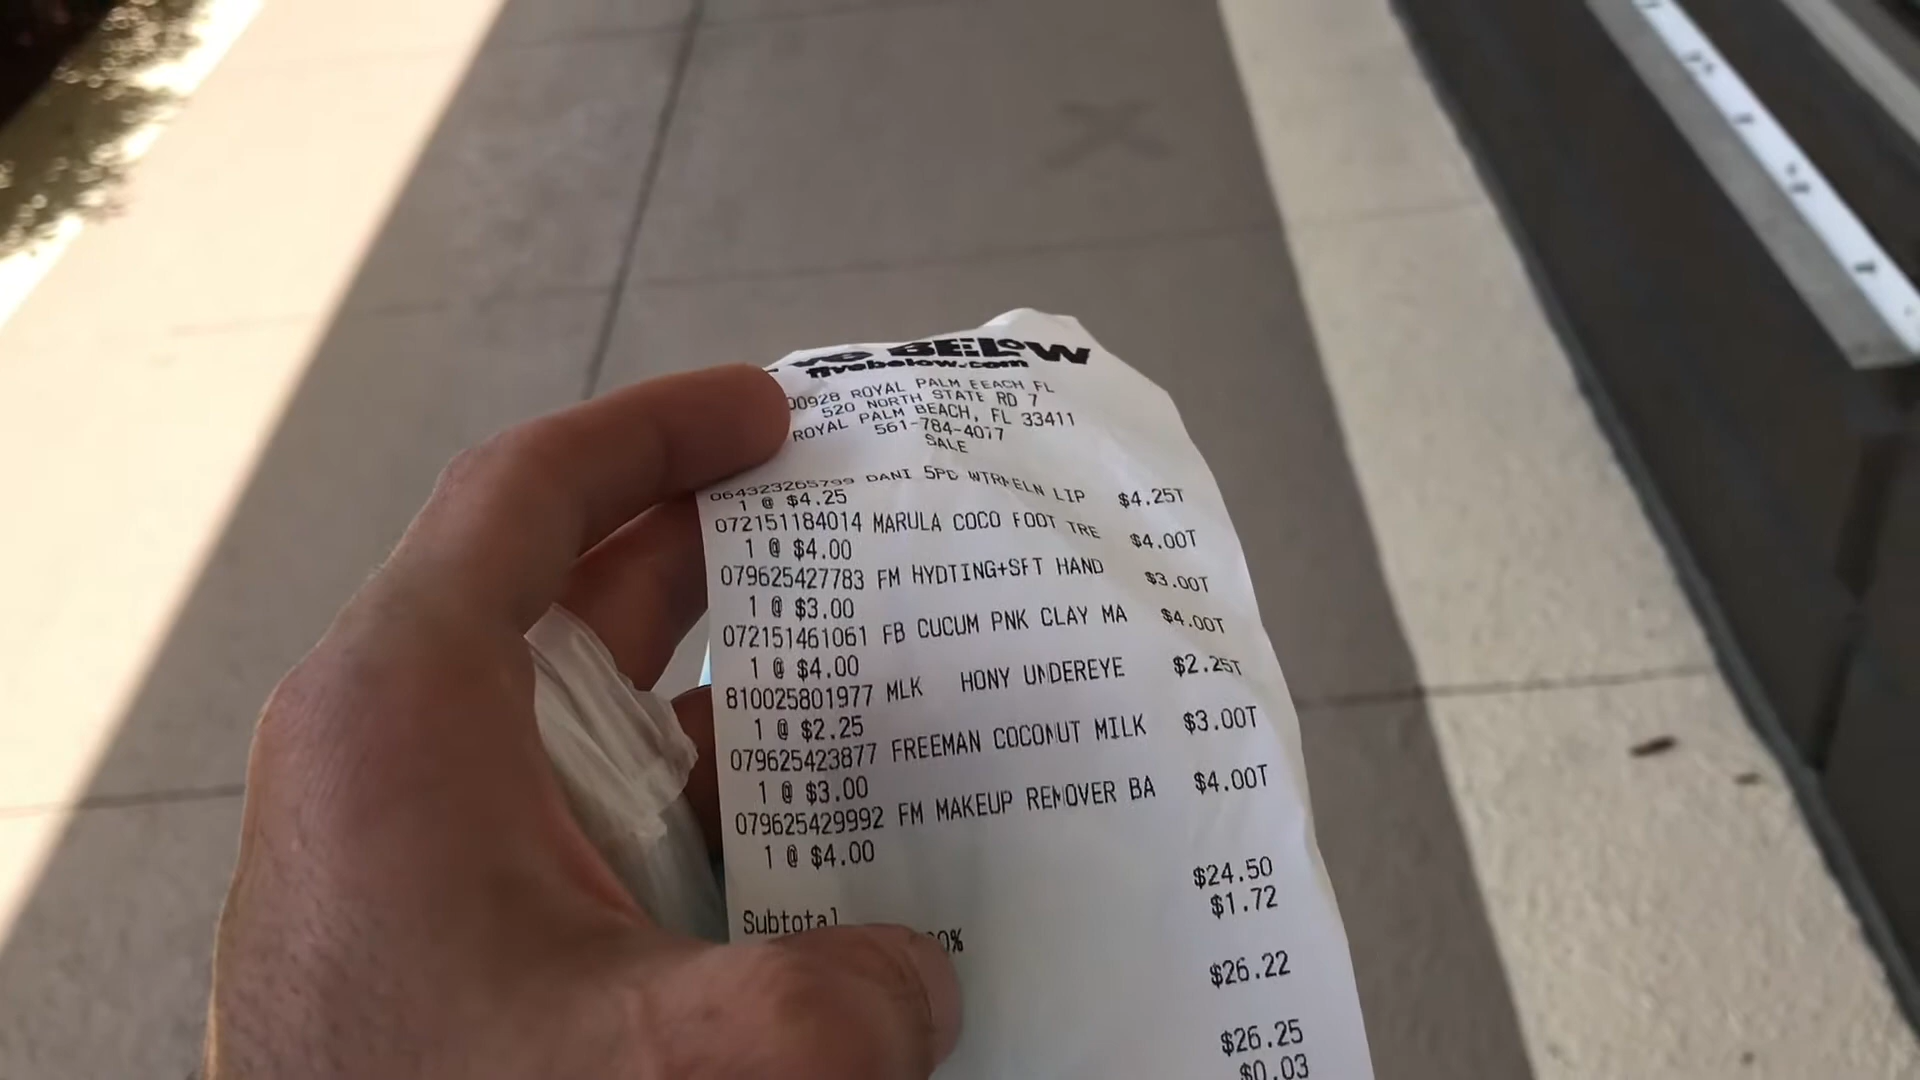 BELOW
fivebelow.com
00928 ROYAL PALM BEACH FL
520 NORTH STATE RD 7
ROYAL PALM BEACH, FL 33411
561-784-4077
SALE
064323265799 DANI 5PC WTRMELN LIP $4.25T
1 @ $4.25
072151184014 MARULA COCO FOOT TRE $4.00T
1 @ $4.00
079625427783 FM HYDTING+SFT HAND $3.00T
1 @ $3.00
072151461061 FB CUCUM PNK CLAY MA $4.00T
1 @ $4.00
810025801977 MLK HONY UNDEREYE $2.25T
1 @ $2.25
079625423877 FREEMAN COCONUT MILK $3.00T
1 @ $3.00
079625429992 FM MAKEUP REMOVER BA $4.00T
1 @ $4.00
Subtotal $24.50
0% $1.72
$26.22
$26.25
$0.03